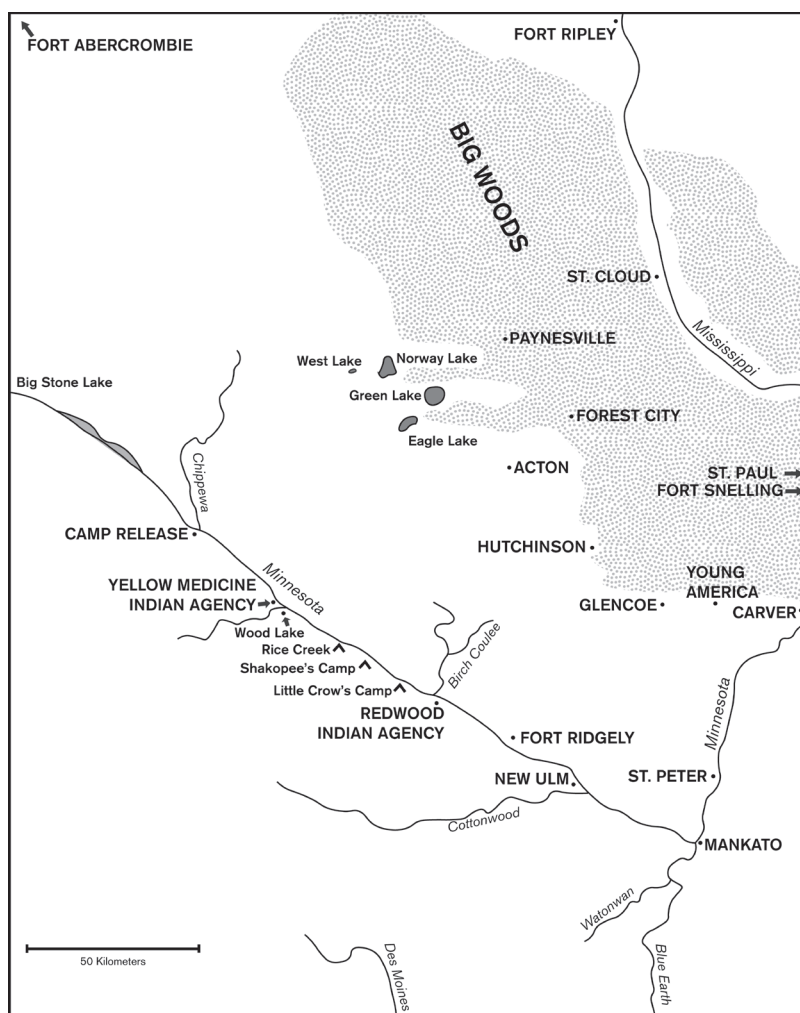 FORT ABERCROMBIE
FORT RIPLEY
BIG WOODS
ST. CLOUD
Mississippi
PAYNESVILLE
West Lake
Norway Lake
Green Lake
Big Stone Lake
FOREST CITY
Eagle Lake
Chippewa
ACTON
ST. PAUL
FORT SNELLING
CAMP RELEASE
HUTCHINSON
Minnesota
YELLOW MEDICINE
INDIAN AGENCY
YOUNG
AMERICA
GLENCOE
CARVER
Wood Lake
Rice Creek
Shakopee's Camp
Birch Coulee
Little Crow's Camp
REDWOOD
INDIAN AGENCY
Minnesota
FORT RIDGELY
NEW ULM
ST. PETER
Cottonwood
MANKATO
Watonwan
Des Moines
Blue Earth
50 Kilometers